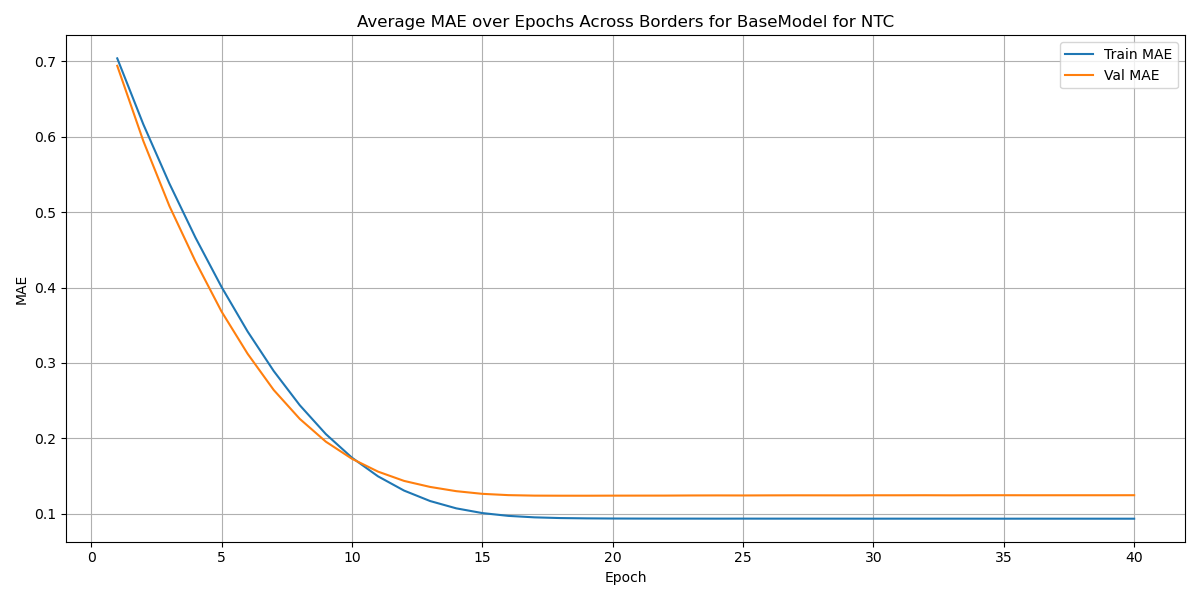 Average MAE over Epochs Across Borders for BaseModel for NTC
Train MAE
Val MAE
MAE
0.7
0.6
0.5
0.4
0.3
0.2
0.1
0 5 10 15 20 25 30 35 40
Epoch